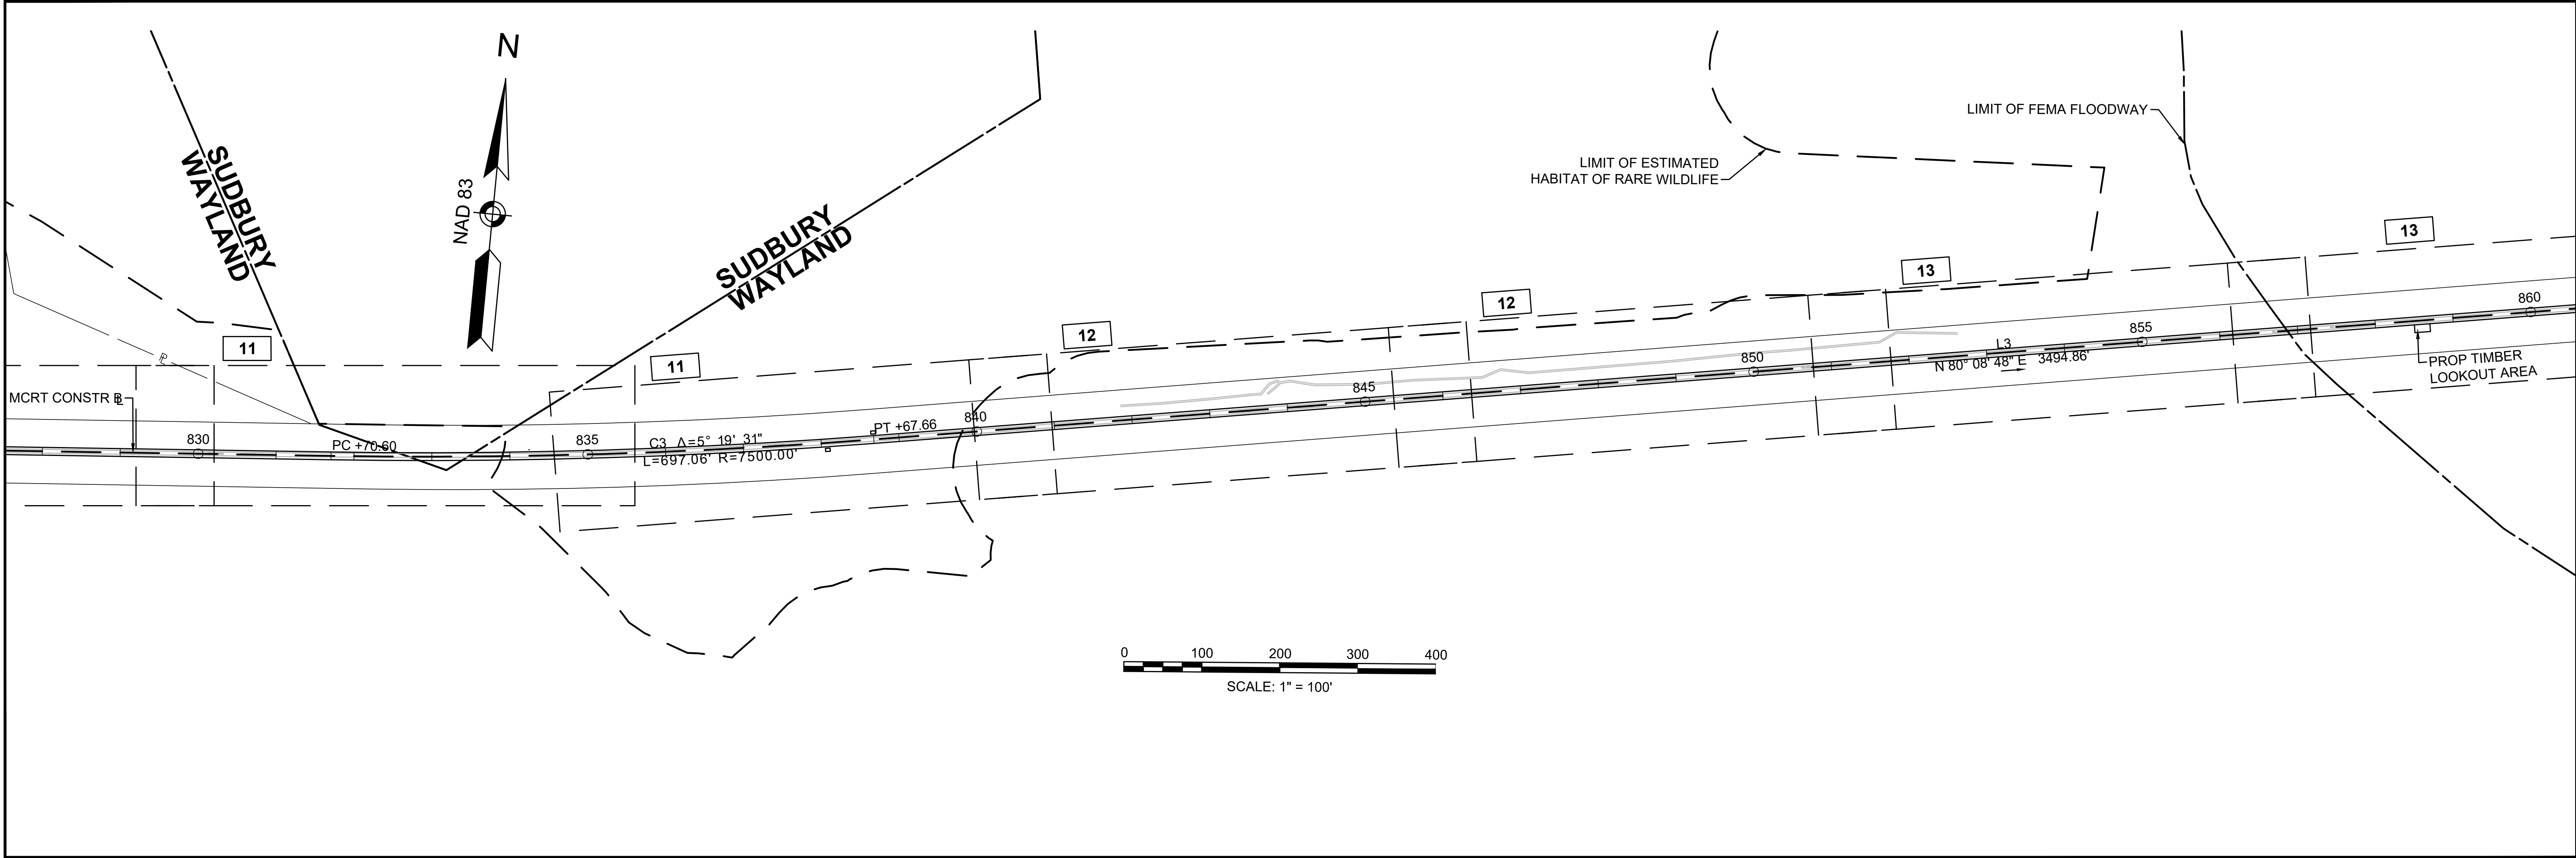 N
NAD 83
SUDBURY
WAYLAND
SUDBURY
WAYLAND
LIMIT OF ESTIMATED
HABITAT OF RARE WILDLIFE
LIMIT OF FEMA FLOODWAY
11
11
12
12
13
13
MCRT CONSTR BL
PL
830
PC +70.60
835
C3 Δ=5° 19' 31"
L=697.06' R=7500.00'
PT +67.66
840
845
850
L3
N 80° 08' 48" E 3494.86'
855
860
PROP TIMBER
LOOKOUT AREA
0 100 200 300 400
SCALE: 1" = 100'